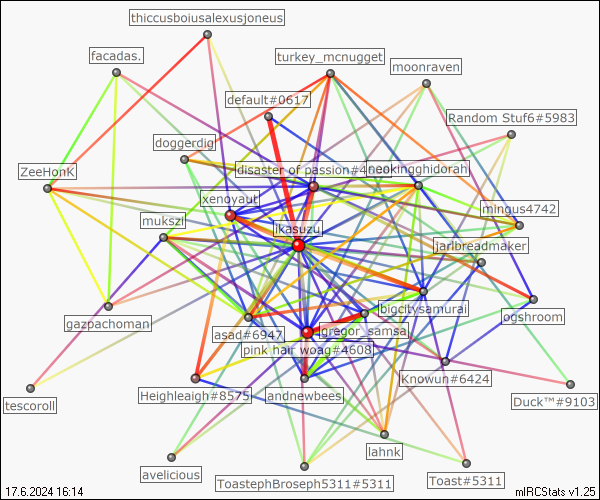 thiccusboiusalexusjoneus
facadas.
turkey_mcnugget
moonraven
default#0617
Random Stuf6#5983
doggerdig
ZeeHonK
disaster of passion#4
neokingghidorah
xenoyaut
mingus4742
mukszi
ikasuzu
jarlbreadmaker
gazpachoman
bigcitysamurai
ogshroom
asad#6947
gregor_samsa
pink hair woag#4608
Knowun#6424
tescoroll
Heighleaigh#8575
andnewbees
Duck™#9103
lahnk
avelicious
ToastephBroseph5311#5311
Toast#5311
17.6.2024 16:14
mIRCStats v1.25